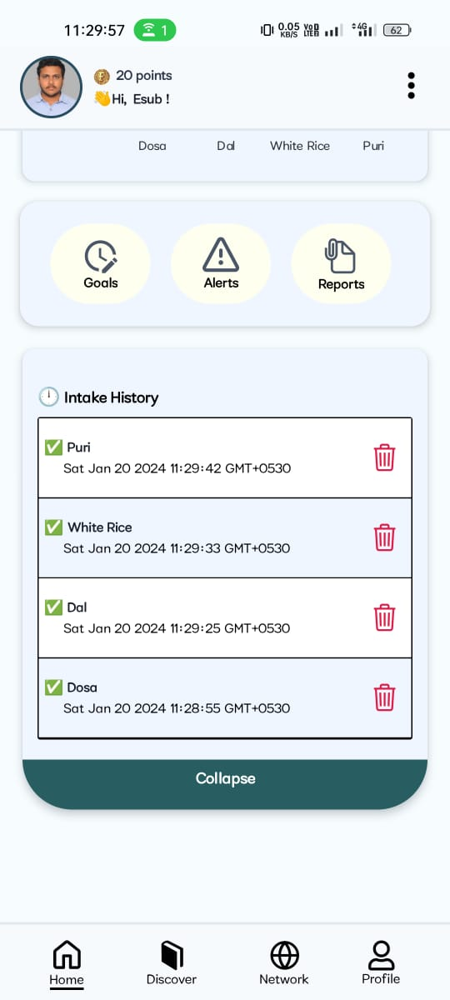 11:29:57 1 0.05 KB/S VoD LTE 4G 62
20 points
Hi, Esub !
Dosa Dal White Rice Puri
Goals Alerts Reports
Intake History
Puri
Sat Jan 20 2024 11:29:42 GMT+0530
White Rice
Sat Jan 20 2024 11:29:33 GMT+0530
Dal
Sat Jan 20 2024 11:29:25 GMT+0530
Dosa
Sat Jan 20 2024 11:28:55 GMT+0530
Collapse
Home Discover Network Profile